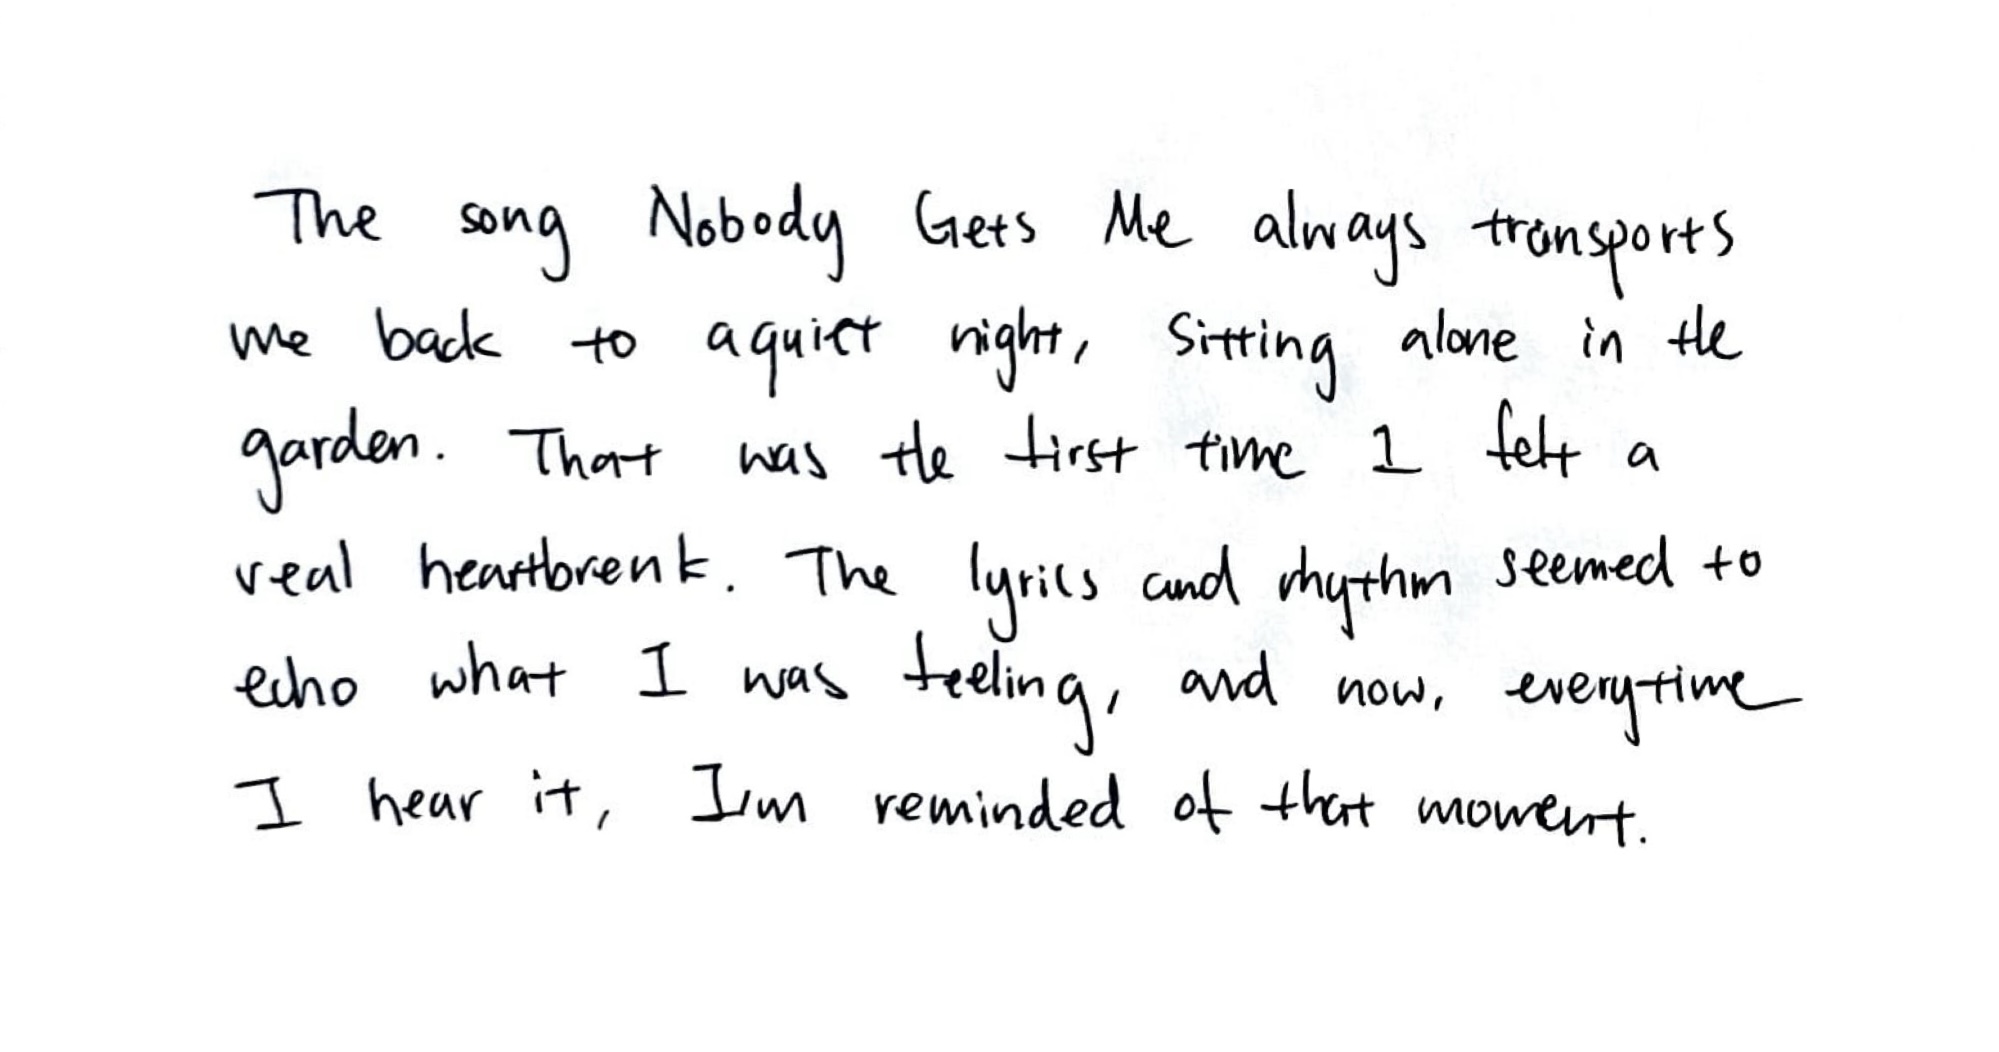 The song Nobody Gets Me always transports
me back to a quiet night, Sitting alone in the
garden. That was the first time I felt a
real heartbreak. The lyrics and rhythm seemed to
echo what I was feeling, and now, everytime
I hear it, I'm reminded of that moment.